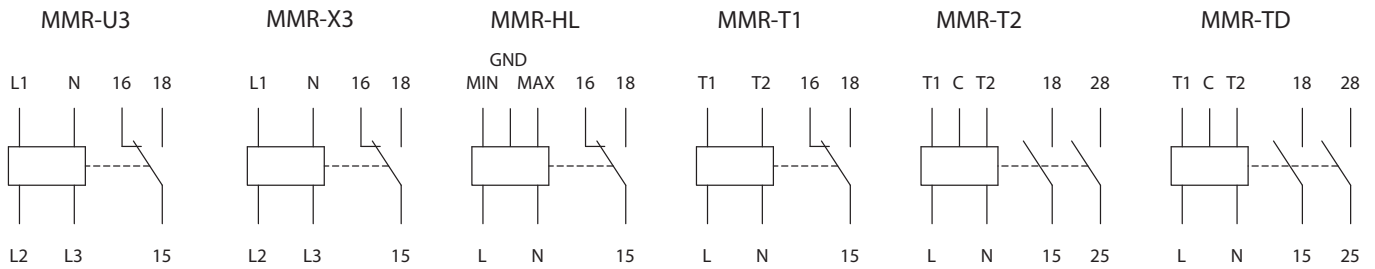 MMR-U3 MMR-X3 MMR-HL MMR-T1 MMR-T2 MMR-TD
GND
L1 N 16 18 L1 N 16 18 MIN MAX 16 18 T1 T2 16 18 T1 C T2 18 28 T1 C T2 18 28
L2 L3 15 L2 L3 15 L N 15 L N 15 L N 15 25 L N 15 25